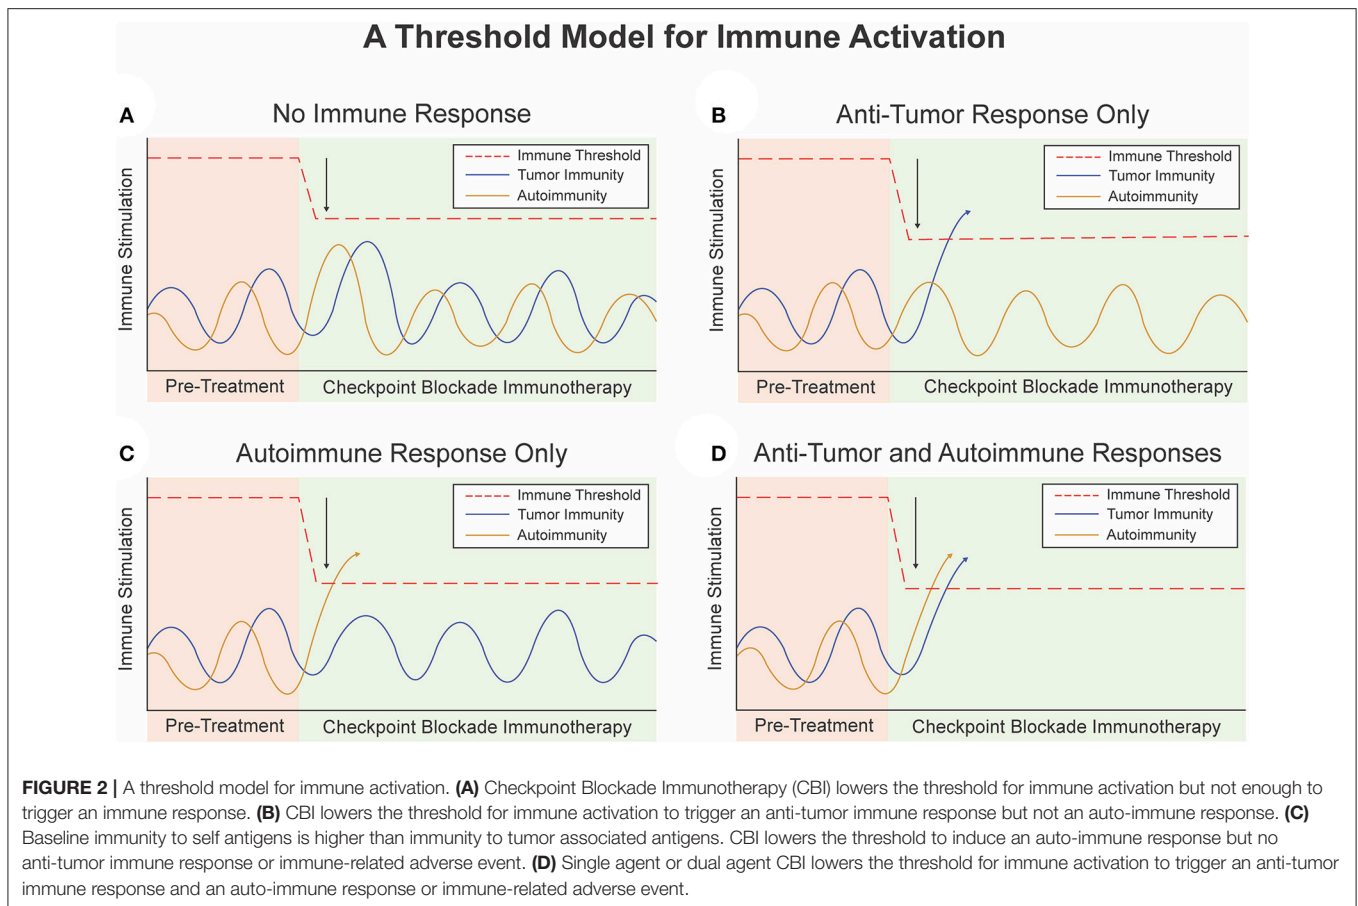 A Threshold Model for Immune Activation
A
No Immune Response
Immune Stimulation
Immune Threshold
Tumor Immunity
Autoimmunity
Pre-Treatment
Checkpoint Blockade Immunotherapy
B
Anti-Tumor Response Only
Immune Stimulation
Immune Threshold
Tumor Immunity
Autoimmunity
Pre-Treatment
Checkpoint Blockade Immunotherapy
C
Autoimmune Response Only
Immune Stimulation
Immune Threshold
Tumor Immunity
Autoimmunity
Pre-Treatment
Checkpoint Blockade Immunotherapy
D
Anti-Tumor and Autoimmune Responses
Immune Stimulation
Immune Threshold
Tumor Immunity
Autoimmunity
Pre-Treatment
Checkpoint Blockade Immunotherapy
FIGURE 2 | A threshold model for immune activation. (A) Checkpoint Blockade Immunotherapy (CBI) lowers the threshold for immune activation but not enough to
trigger an immune response. (B) CBI lowers the threshold for immune activation to trigger an anti-tumor immune response but not an auto-immune response. (C)
Baseline immunity to self antigens is higher than immunity to tumor associated antigens. CBI lowers the threshold to induce an auto-immune response but no
anti-tumor immune response or immune-related adverse event. (D) Single agent or dual agent CBI lowers the threshold for immune activation to trigger an anti-tumor
immune response and an auto-immune response or immune-related adverse event.